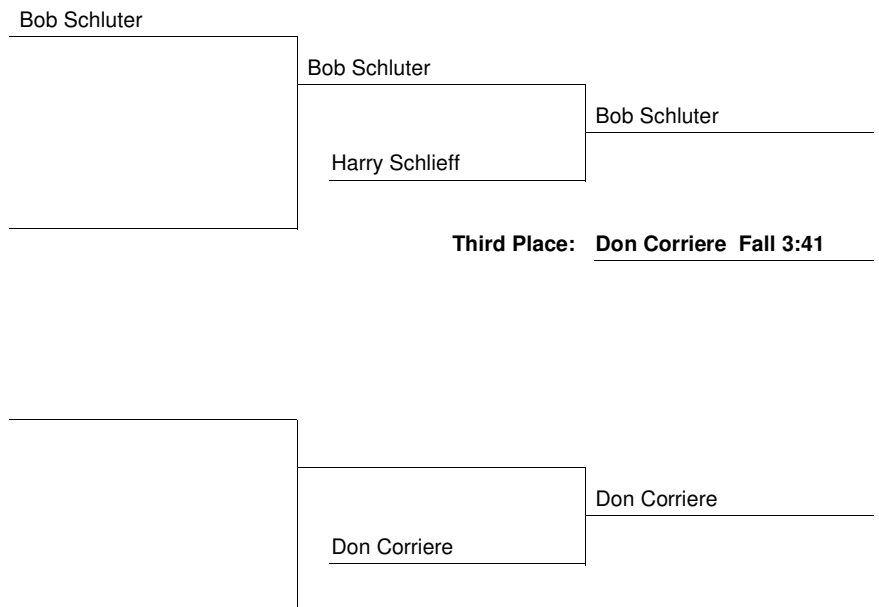 Bob Schluter
Bob Schluter
Bob Schluter
Harry Schlieff
Third Place: Don Corriere Fall 3:41
Don Corriere
Don Corriere